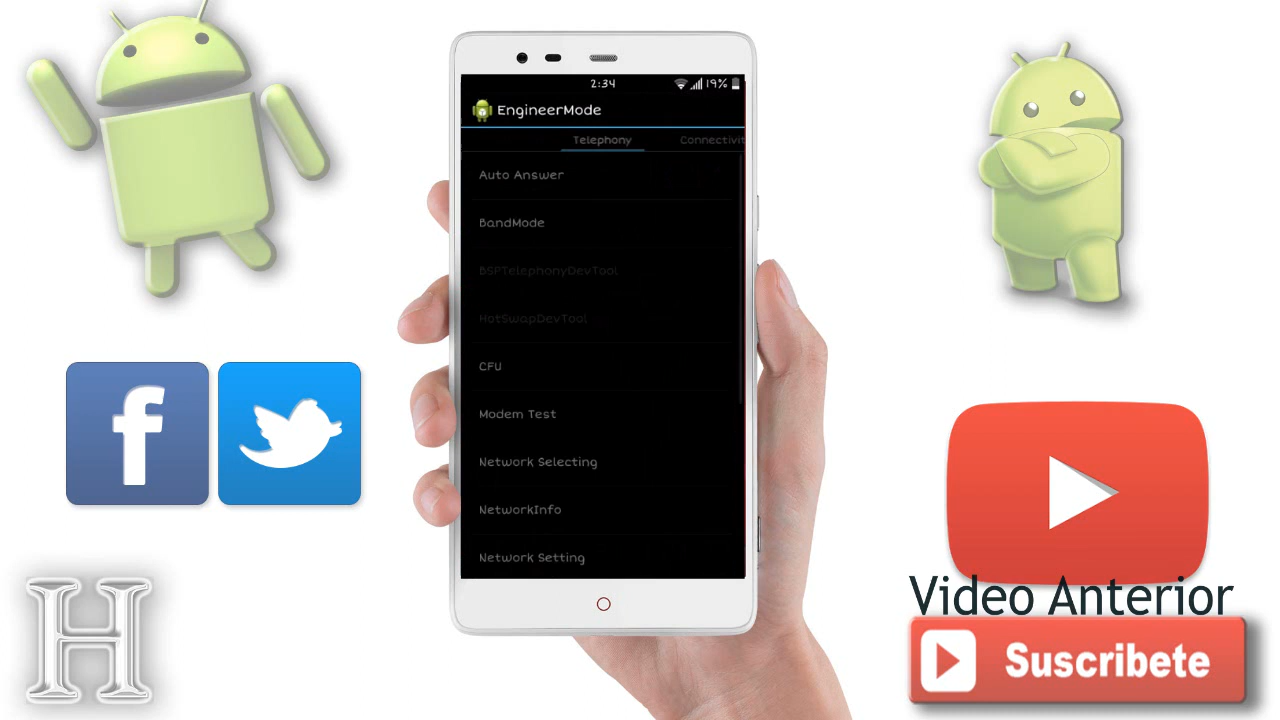 2:34
19%
EngineerMode
Telephony
Connectivit
Auto Answer
BandMode
BSPTelephonyDevTool
HotSwapDevTool
CFU
Modem Test
Network Selecting
NetworkInfo
Network Setting
f
H
Video Anterior
Suscribete